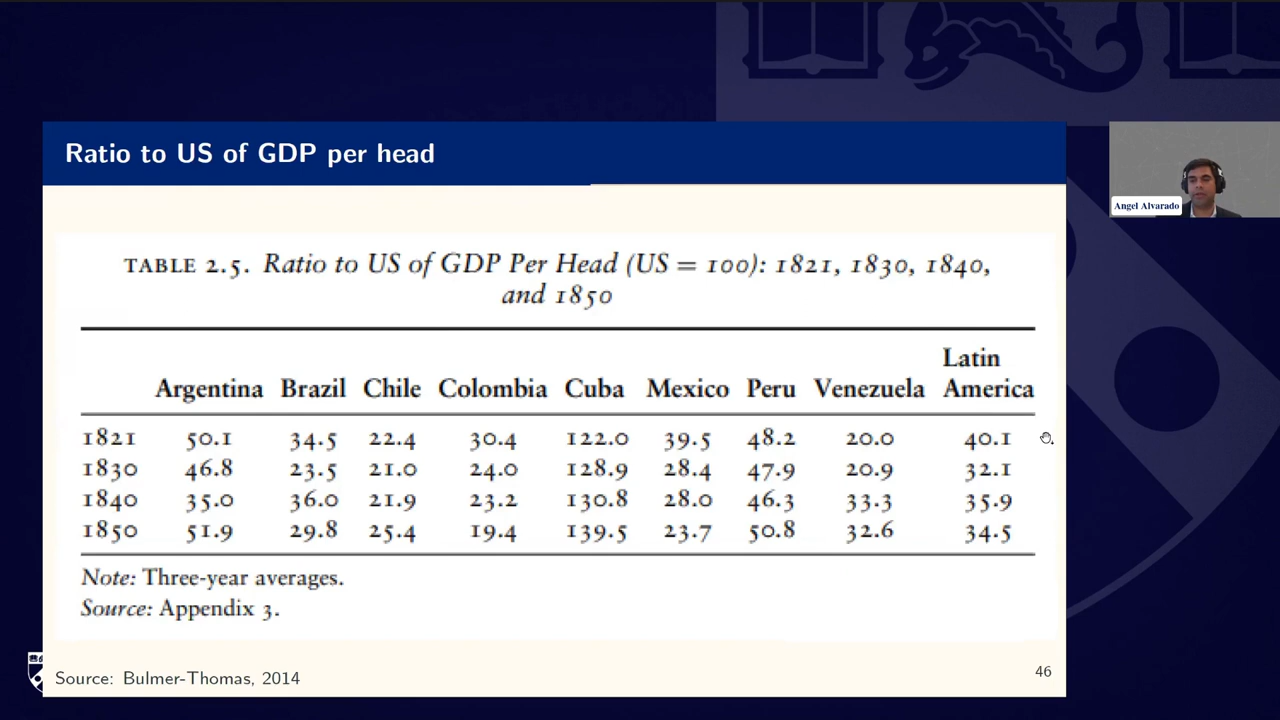 Ratio to US of GDP per head
Angel Alvarado
TABLE 2.5. Ratio to US of GDP Per Head (US = 100): 1821, 1830, 1840,
and 1850
Latin
Argentina Brazil Chile Colombia Cuba Mexico Peru Venezuela America
1821 50.1 34.5 22.4 30.4 122.0 39.5 48.2 20.0 40.1
1830 46.8 23.5 21.0 24.0 128.9 28.4 47.9 20.9 32.1
1840 35.0 36.0 21.9 23.2 130.8 28.0 46.3 33.3 35.9
1850 51.9 29.8 25.4 19.4 139.5 23.7 50.8 32.6 34.5
Note: Three-year averages.
Source: Appendix 3.
Source: Bulmer-Thomas, 2014
46